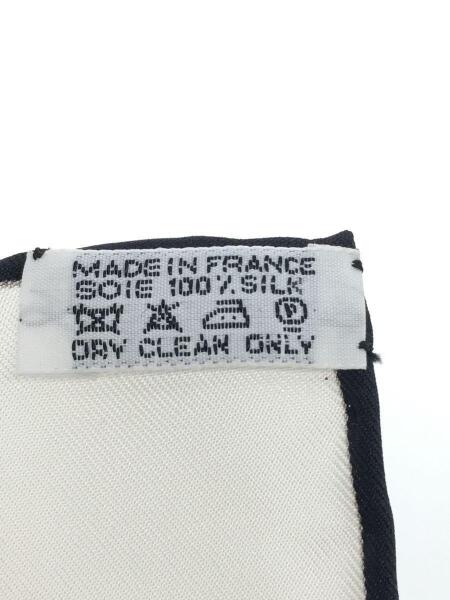 MADE IN FRANCE
SOIE 100% SILK
DRY CLEAN ONLY